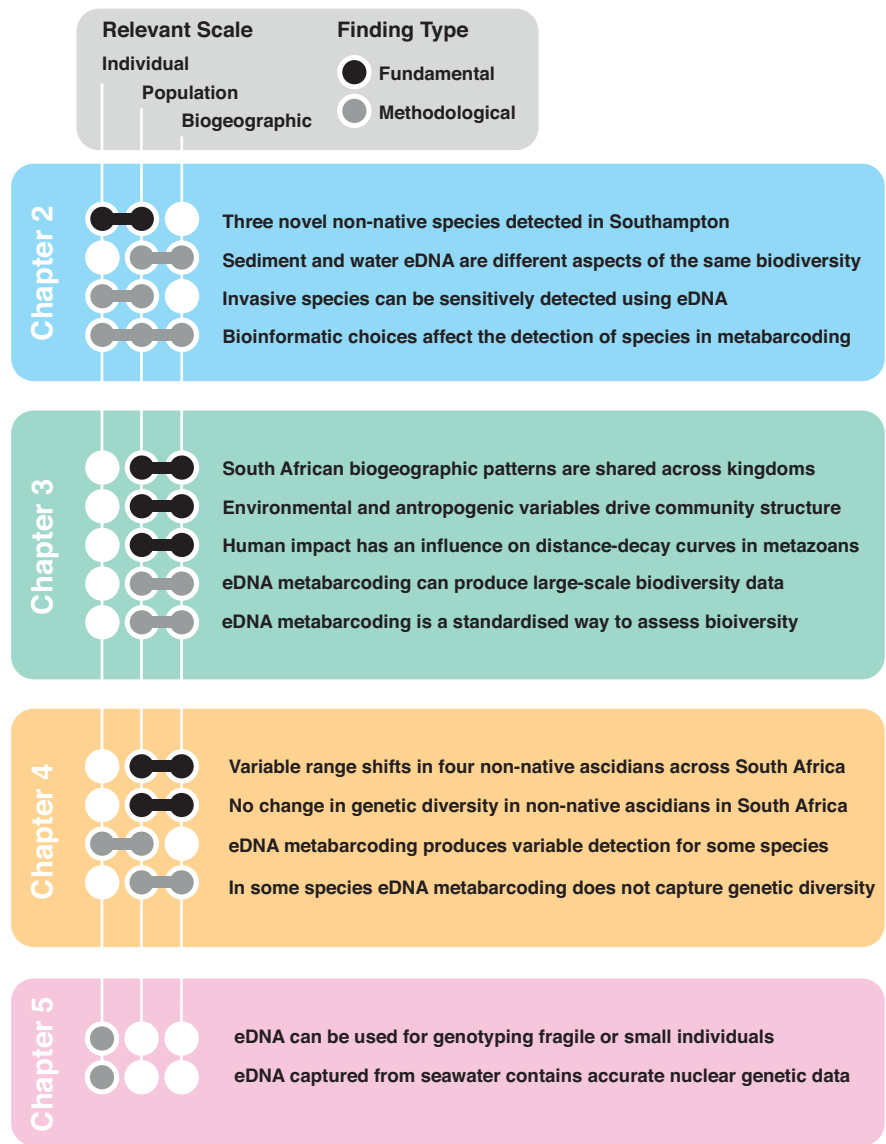 Relevant Scale
Finding Type
Individual
Population
Biogeographic
Fundamental
Methodological
Chapter 2
Three novel non-native species detected in Southampton
Sediment and water eDNA are different aspects of the same biodiversity
Invasive species can be sensitively detected using eDNA
Bioinformatic choices affect the detection of species in metabarcoding
Chapter 3
South African biogeographic patterns are shared across kingdoms
Environmental and antropogenic variables drive community structure
Human impact has an influence on distance-decay curves in metazoans
eDNA metabarcoding can produce large-scale biodiversity data
eDNA metabarcoding is a standardised way to assess bioiversity
Chapter 4
Variable range shifts in four non-native ascidians across South Africa
No change in genetic diversity in non-native ascidians in South Africa
eDNA metabarcoding produces variable detection for some species
In some species eDNA metabarcoding does not capture genetic diversity
Chapter 5
eDNA can be used for genotyping fragile or small individuals
eDNA captured from seawater contains accurate nuclear genetic data